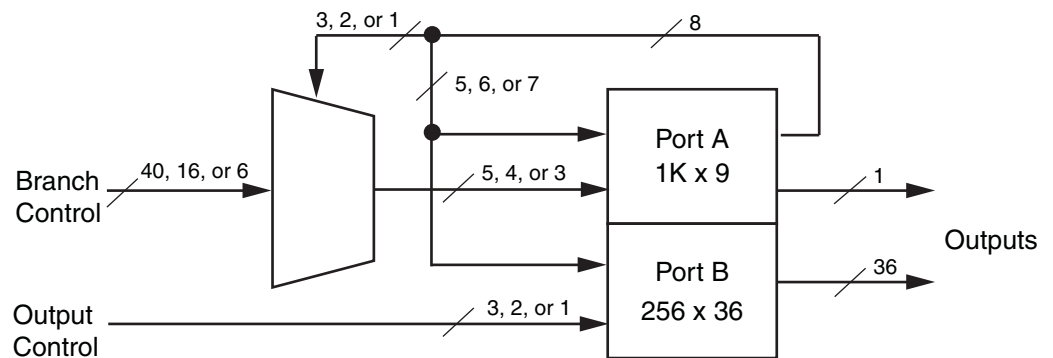 3, 2, or 1
8
5, 6, or 7
Port A
1K x 9
Branch
Control
40, 16, or 6
5, 4, or 3
1
Outputs
Port B
256 x 36
36
Output
Control
3, 2, or 1